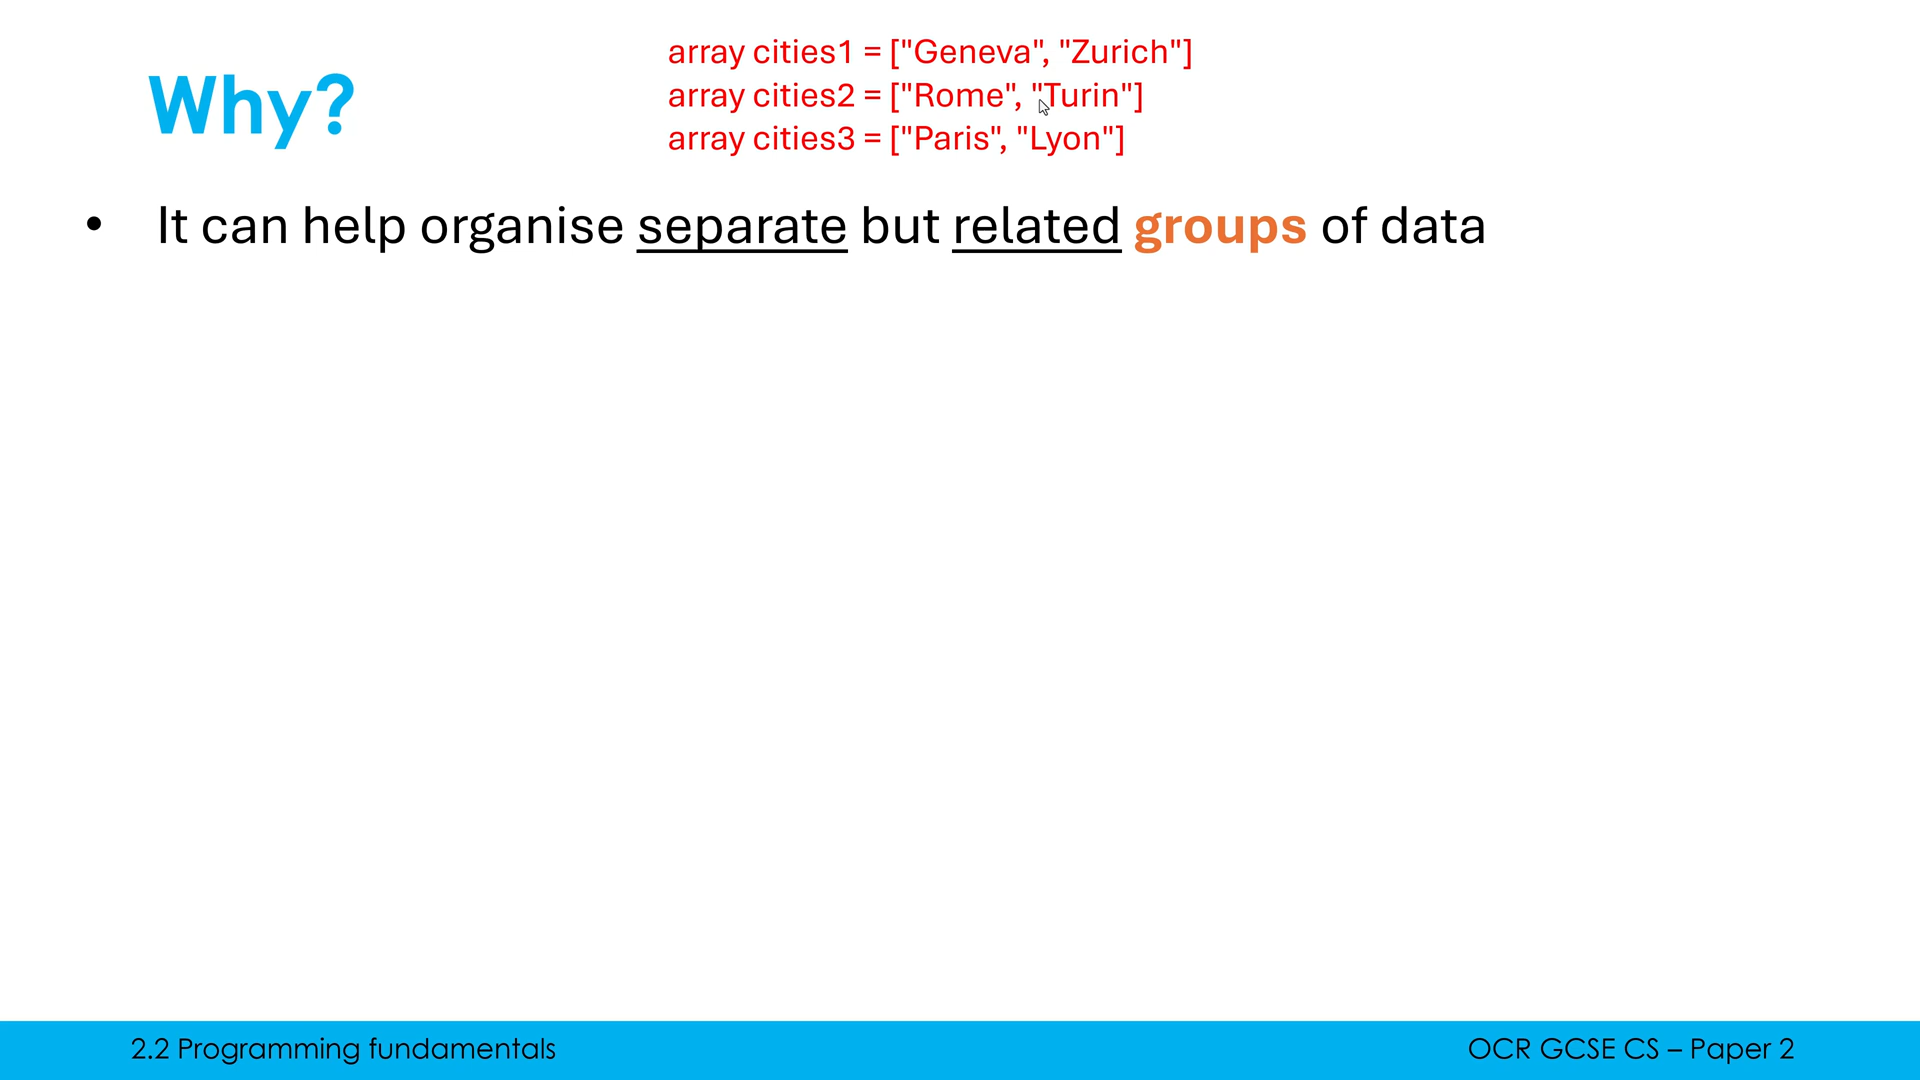 Why?
array cities1 = ["Geneva", "Zurich"]
array cities2 = ["Rome", "Turin"]
array cities3 = ["Paris", "Lyon"]
• It can help organise separate but related groups of data
2.2 Programming fundamentals
OCR GCSE CS – Paper 2